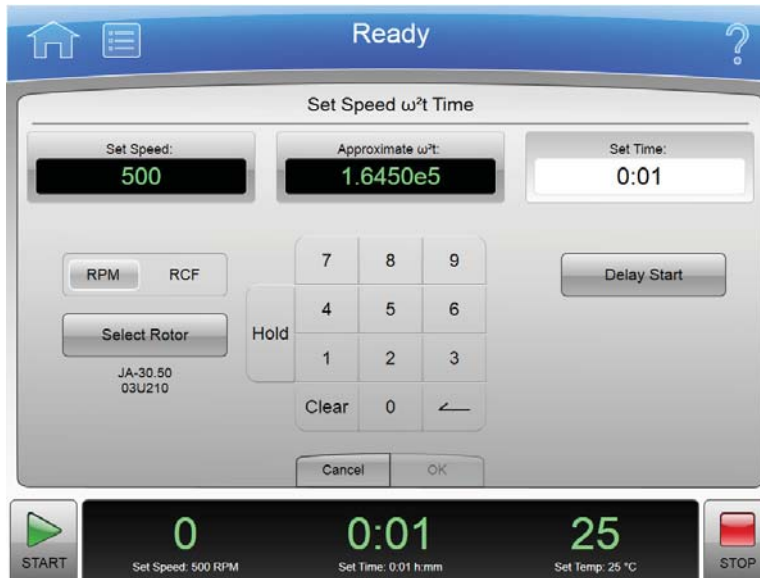 Ready
Set Speed ω²t Time
Set Speed:
500
Approximate ω²t:
1.6450e5
Set Time:
0:01
RPM RCF
Select Rotor
JA-30.50
03U210
Hold
7 8 9
4 5 6
1 2 3
Clear 0
Delay Start
Cancel OK
START
0
Set Speed: 500 RPM
0:01
Set Time: 0:01 h:mm
25
Set Temp: 25 °C
STOP